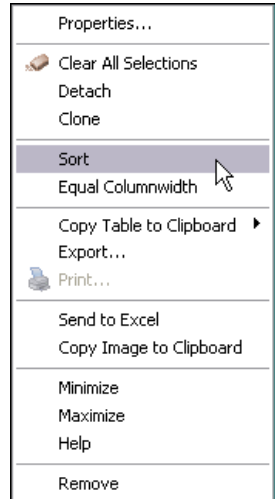 Properties...
Clear All Selections
Detach
Clone
Sort
Equal Columnwidth
Copy Table to Clipboard
Export...
Print...
Send to Excel
Copy Image to Clipboard
Minimize
Maximize
Help
Remove